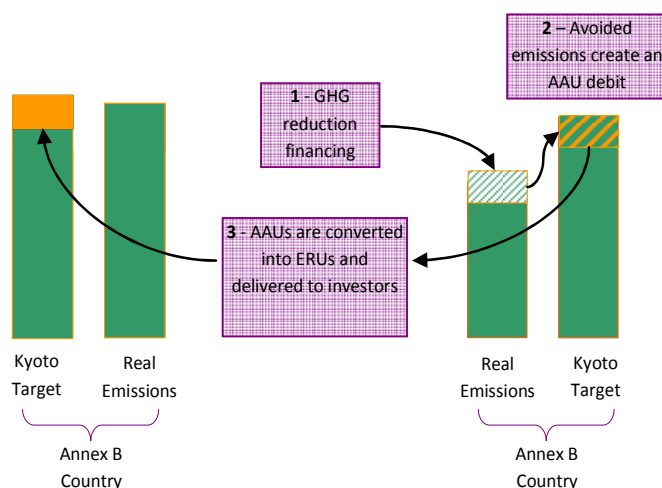 2 – Avoided
emissions create an
AAU debit
1 - GHG
reduction
financing
3 - AAUs are converted
into ERUs and
delivered to investors
Kyoto
Target
Real
Emissions
Real
Emissions
Kyoto
Target
Annex B
Country
Annex B
Country